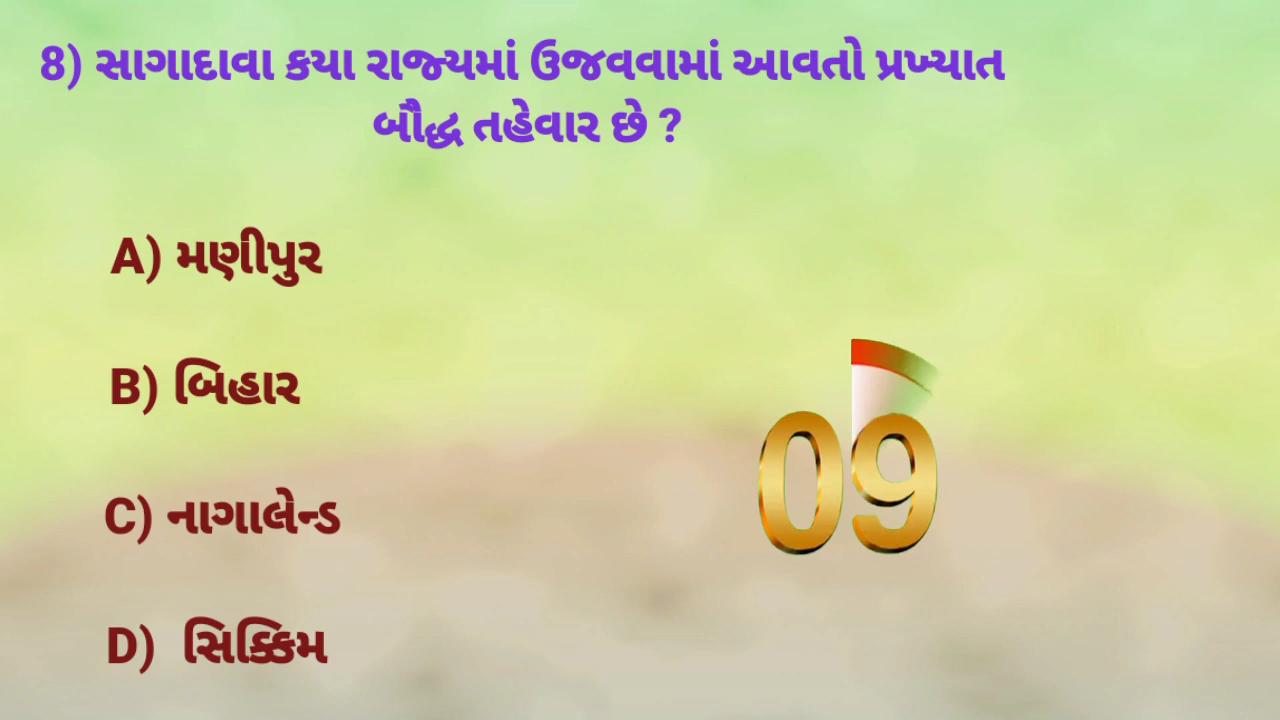 8) સાગાદાવા કયા રાજ્યમાં ઉજવવામાં આવતો પ્રખ્યાત
બૌદ્ધ તહેવાર છે ?
A) મણીપુર
B) બિહાર
C) નાગાલેન્ડ
D) સિક્કિમ
09